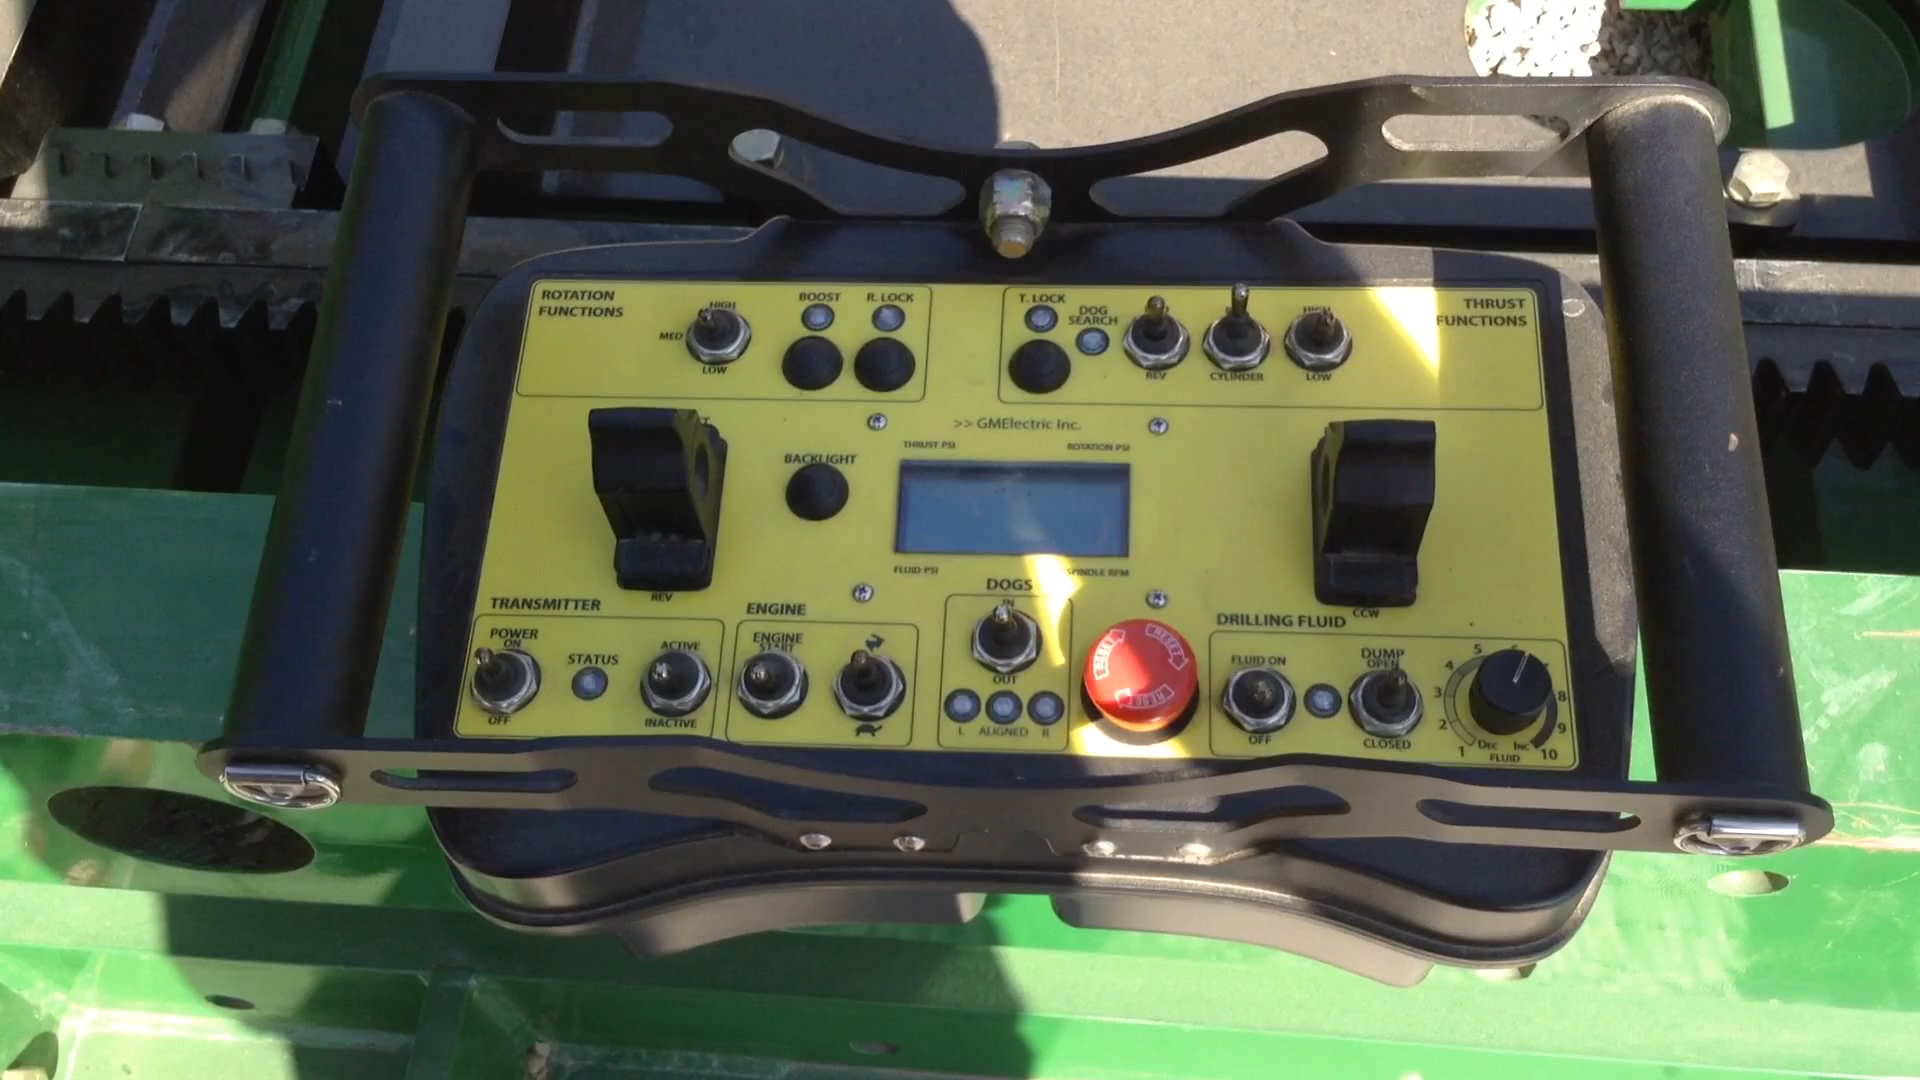 ROTATION
FUNCTIONS
HIGH
MED
LOW
BOOST
R. LOCK
T. LOCK
DOG
SEARCH
REV
CYLINDER
HIGH
LOW
THRUST
FUNCTIONS
>> GMElectric Inc.
THRUST PSI
ROTATION PSI
BACKLIGHT
FLUID PSI
SPINDLE RPM
REV
CCW
TRANSMITTER
POWER
ON
OFF
STATUS
ACTIVE
INACTIVE
ENGINE
ENGINE
START
DOGS
IN
OUT
L ALIGNED R
RESET
RESET
RESET
DRILLING FLUID
FLUID ON
OFF
DUMP
OPEN
CLOSED
1
2
3
4
5
6
8
9
10
DEC INC
FLUID